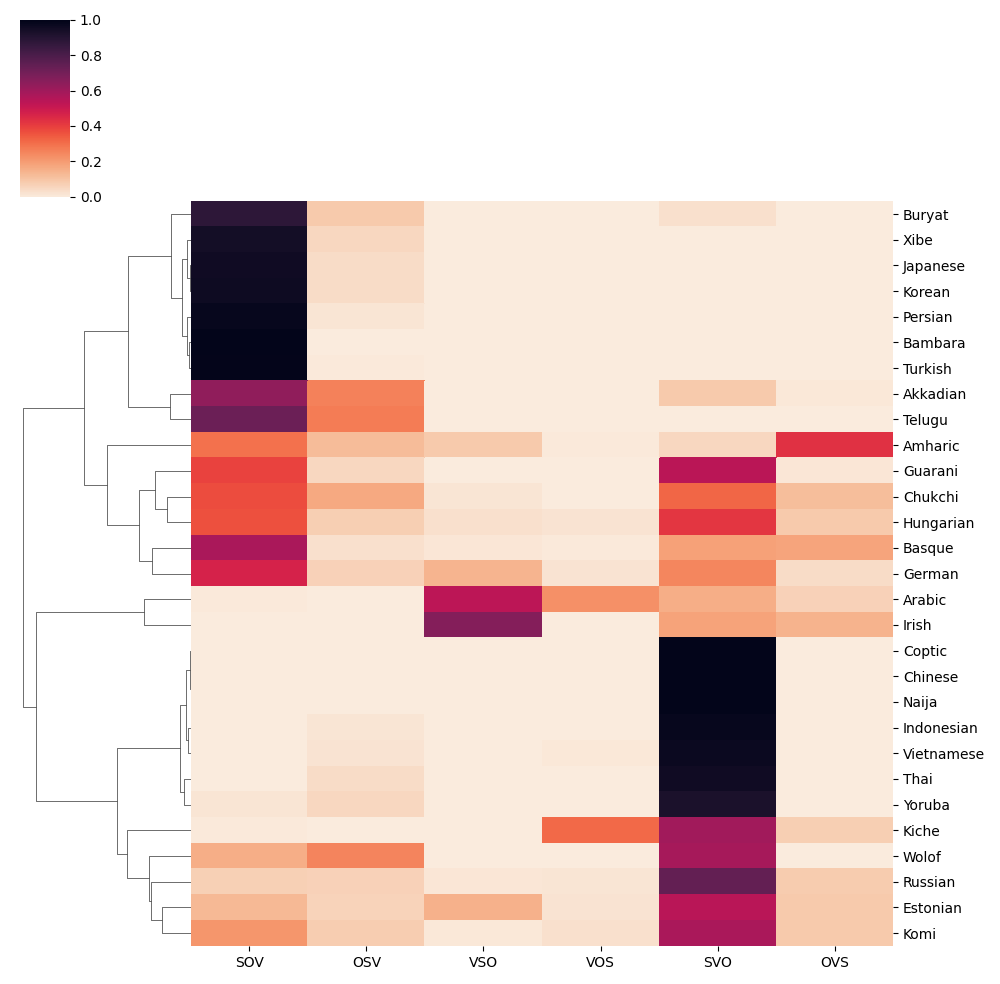 1.0
0.8
0.6
0.4
0.2
0.0
Buryat
Xibe
Japanese
Korean
Persian
Bambara
Turkish
Akkadian
Telugu
Amharic
Guarani
Chukchi
Hungarian
Basque
German
Arabic
Irish
Coptic
Chinese
Naija
Indonesian
Vietnamese
Thai
Yoruba
Kiche
Wolof
Russian
Estonian
Komi
SOV OSV VSO VOS SVO OVS